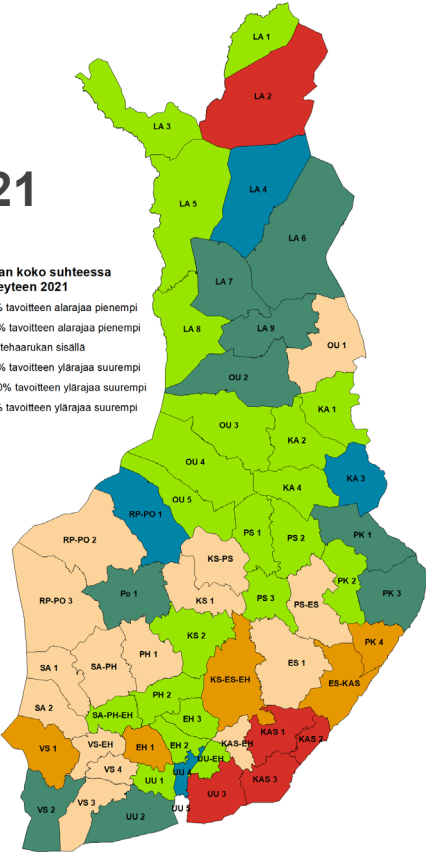 21
an koko suhteessa
eyteen 2021
% tavoitteen alarajaa pienempi
% tavoitteen alarajaa pienempi
tehaarukan sisällä
% tavoitteen ylärajaa suurempi
0% tavoitteen ylärajaa suurempi
% tavoitteen ylärajaa suurempi
LA 1
LA 2
LA 3
LA 4
LA 5
LA 6
LA 7
LA 8
LA 9
OU 1
OU 2
OU 3
KA 1
KA 2
OU 4
KA 3
KA 4
OU 5
RP-PO 1
PS 1
PS 2
PK 1
RP-PO 2
KS-PS
PK 2
PK 3
RP-PO 3
Po 1
KS 1
PS 3
PS-ES
KS 2
PK 4
SA 1
SA-PH
PH 1
ES 1
KS-ES-EH
ES-KAS
SA 2
PH 2
SA-PH-EH
EH 3
KAS 1
KAS 2
VS 1
VS-EH
EH 1
EH 2
KAS-EH
UU-EH
VS 4
UU 1
UU 4
KAS 3
UU 3
VS 2
VS 3
UU 2
UU 5